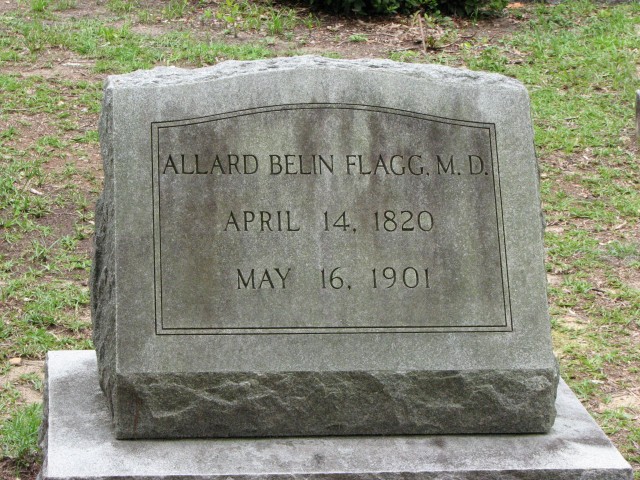 ALLARD BELIN FLAGG, M. D.
APRIL 14, 1820
MAY 16, 1901